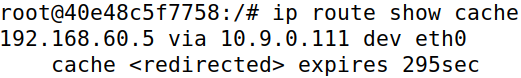 root@40e48c5f7758:/# ip route show cache
192.168.60.5 via 10.9.0.111 dev eth0
    cache <redirected> expires 295sec